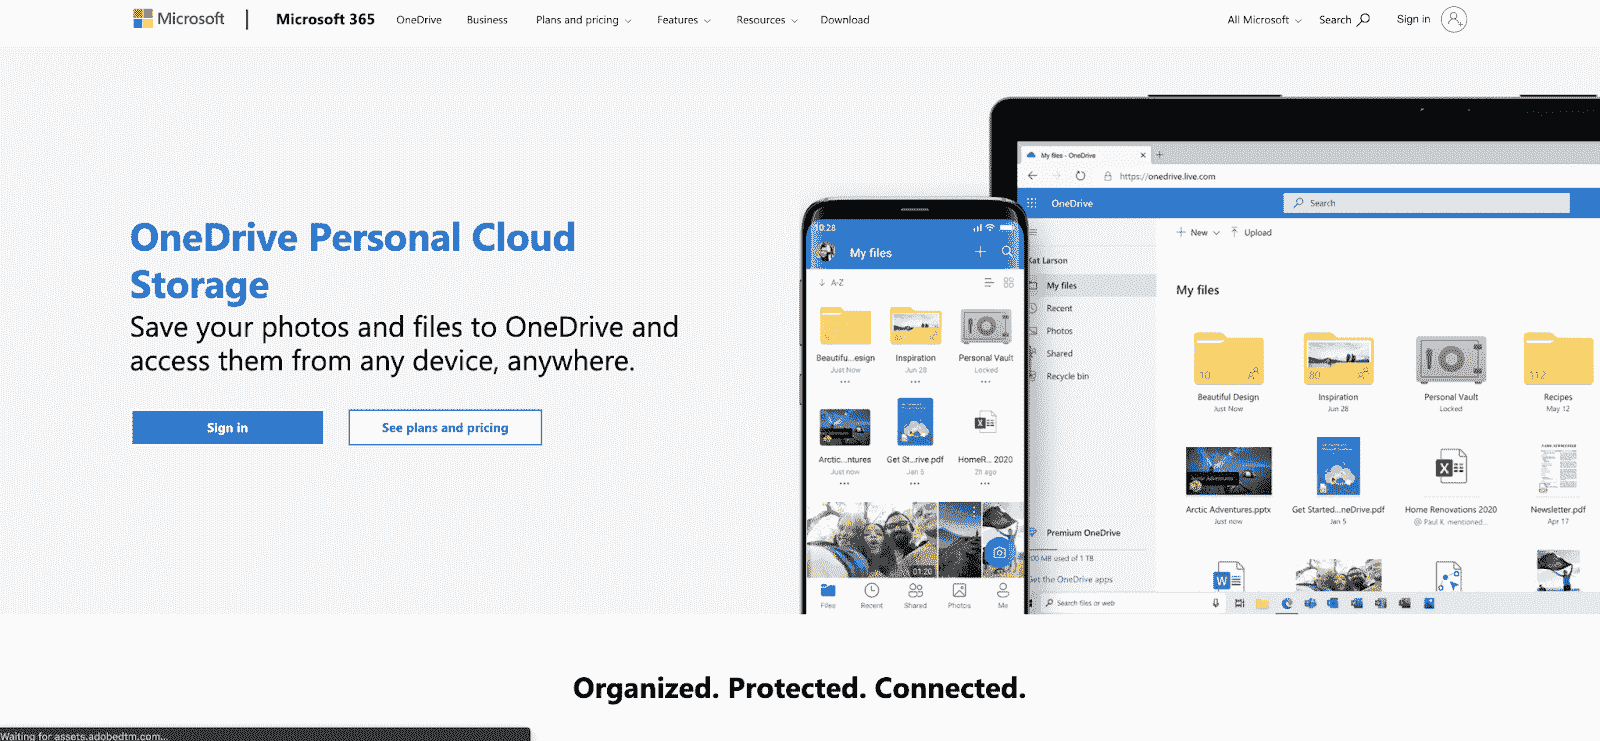 Microsoft
Microsoft 365
OneDrive
Business
Plans and pricing
Features
Resources
Download
All Microsoft
Search
Sign in
OneDrive Personal Cloud
Storage
Save your photos and files to OneDrive and
access them from any device, anywhere.
Sign in
See plans and pricing
10:28
My files
A-Z
Beautifu...esign
Inspiration
Personal Vault
Just Now
Jun 28
Locked
Arctic...ntures
Get St...rive.pdf
HomeR... 2020
Just now
Jan 5
2h ago
01:20
Files
Recent
Shared
Photos
Me
My files - OneDrive
https://onedrive.live.com
OneDrive
Search
New
Upload
Kat Larson
My files
Recent
Photos
Shared
Recycle bin
Premium OneDrive
MB used of 1 TB
Get the OneDrive apps
My files
10
80
112
Beautiful Design
Inspiration
Personal Vault
Recipes
Just Now
Jun 28
Locked
May 12
Arctic Adventures.pptx
Get Started...neDrive.pdf
Home Renovations 2020
Newsletter.pdf
Just now
Jan 5
@ Paul K. mentioned...
Apr 17
Search files or web
Organized. Protected. Connected.
Waiting for assets.adobedtm.com...